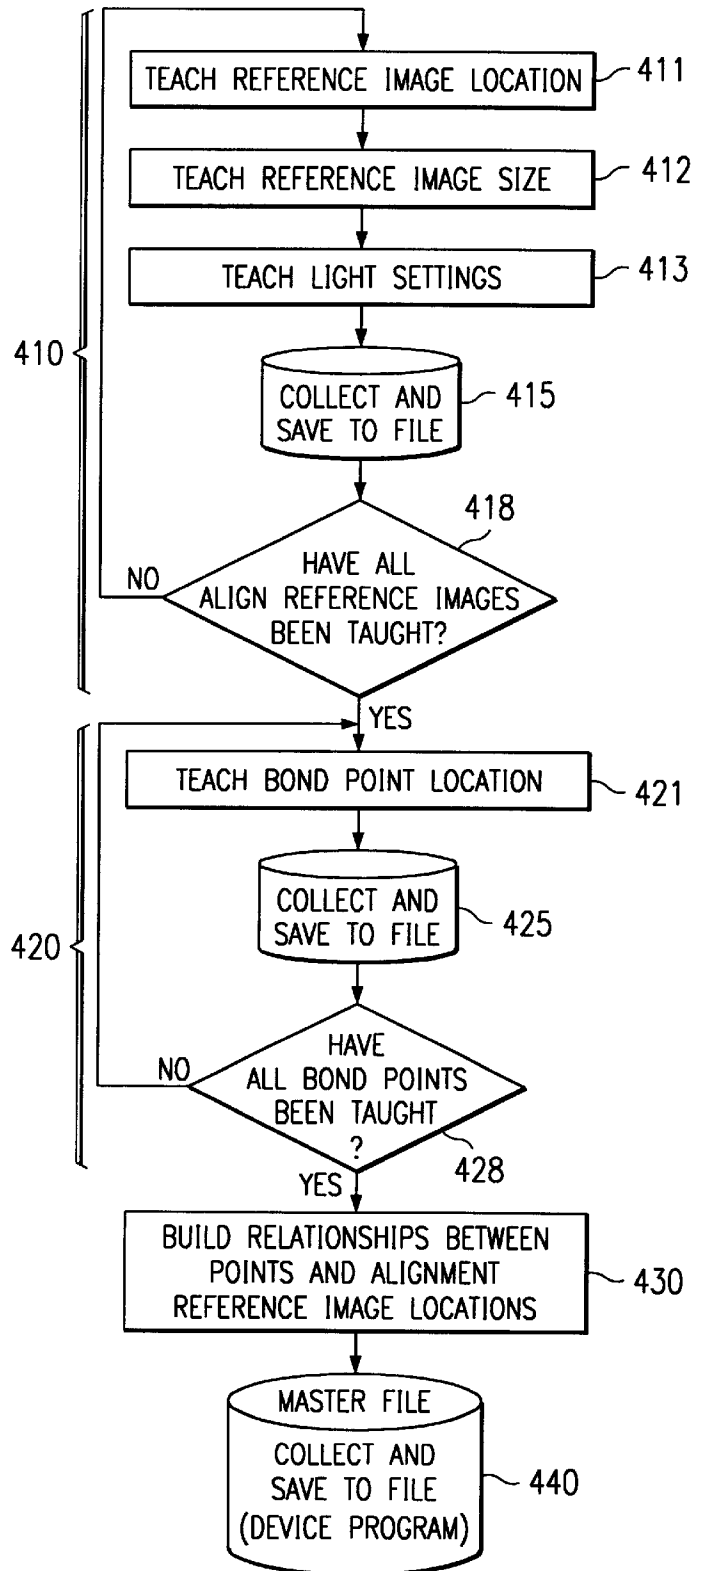 TEACH REFERENCE IMAGE LOCATION
411
TEACH REFERENCE IMAGE SIZE
412
TEACH LIGHT SETTINGS
413
410
COLLECT AND
SAVE TO FILE
415
418
HAVE ALL
ALIGN REFERENCE IMAGES
BEEN TAUGHT?
NO
YES
TEACH BOND POINT LOCATION
421
COLLECT AND
SAVE TO FILE
425
420
HAVE
ALL BOND POINTS
BEEN TAUGHT
?
NO
428
YES
BUILD RELATIONSHIPS BETWEEN
POINTS AND ALIGNMENT
REFERENCE IMAGE LOCATIONS
430
MASTER FILE
COLLECT AND
SAVE TO FILE
(DEVICE PROGRAM)
440